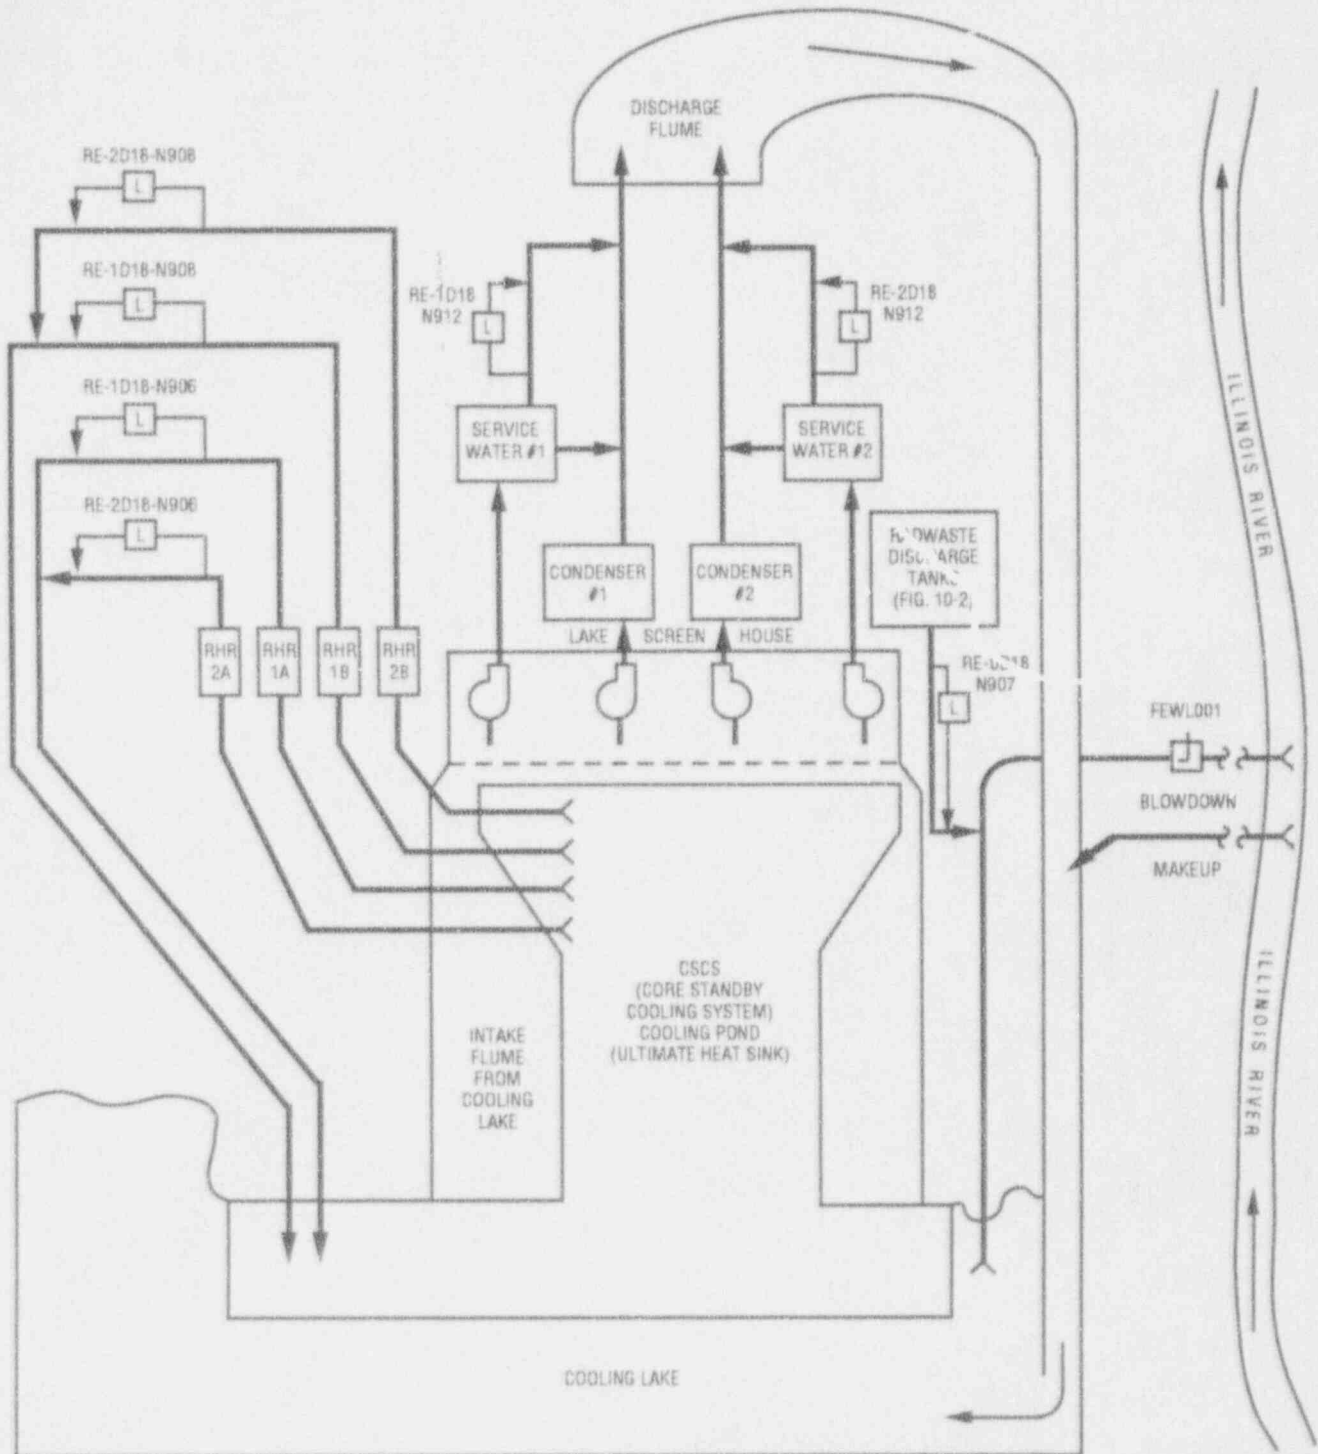 DISCHARGE
FLUME
RE-2D18-N908
L
RE-1D18-N908
L
RE-1D18-N906
L
RE-2D18-N906
L
RE-1D18
N912
L
RE-2D18
N912
L
SERVICE
WATER #1
SERVICE
WATER #2
CONDENSER
#1
CONDENSER
#2
DISCHARGE
TANKS
(FIG. 10-2)
LAKE SCREEN HOUSE
RHR
2A
RHR
1A
RHR
1B
RHR
2B
N907
L
FEWL001
BLOWDOWN
MAKEUP
ILLINOIS RIVER
ILLINOIS RIVER
CSCS
(CORE STANDBY
COOLING SYSTEM)
COOLING POND
(ULTIMATE HEAT SINK)
INTAKE
FLUME
FROM
COOLING
LAKE
COOLING LAKE